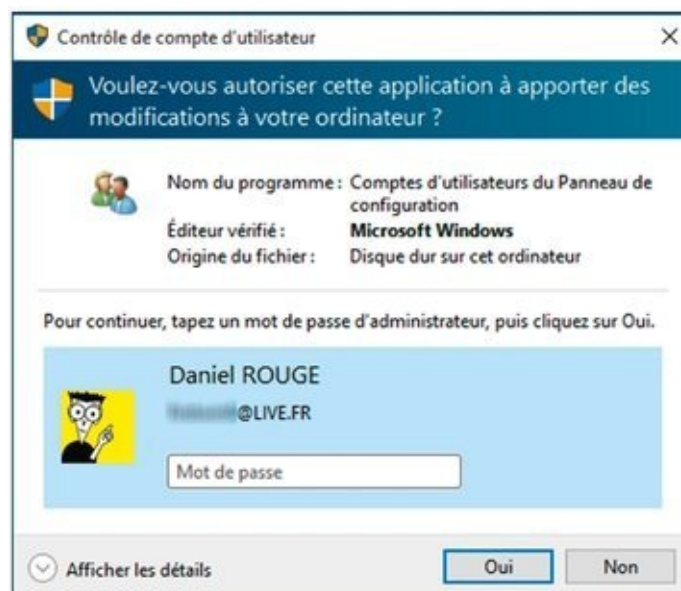 Contrôle de compte d'utilisateur
Voulez-vous autoriser cette application à apporter des
modifications à votre ordinateur ?
Nom du programme : Comptes d'utilisateurs du Panneau de
configuration
Éditeur vérifié : Microsoft Windows
Origine du fichier : Disque dur sur cet ordinateur
Pour continuer, tapez un mot de passe d'administrateur, puis cliquez sur Oui.
Daniel ROUGE
@LIVE.FR
Mot de passe
Afficher les détails
Oui
Non